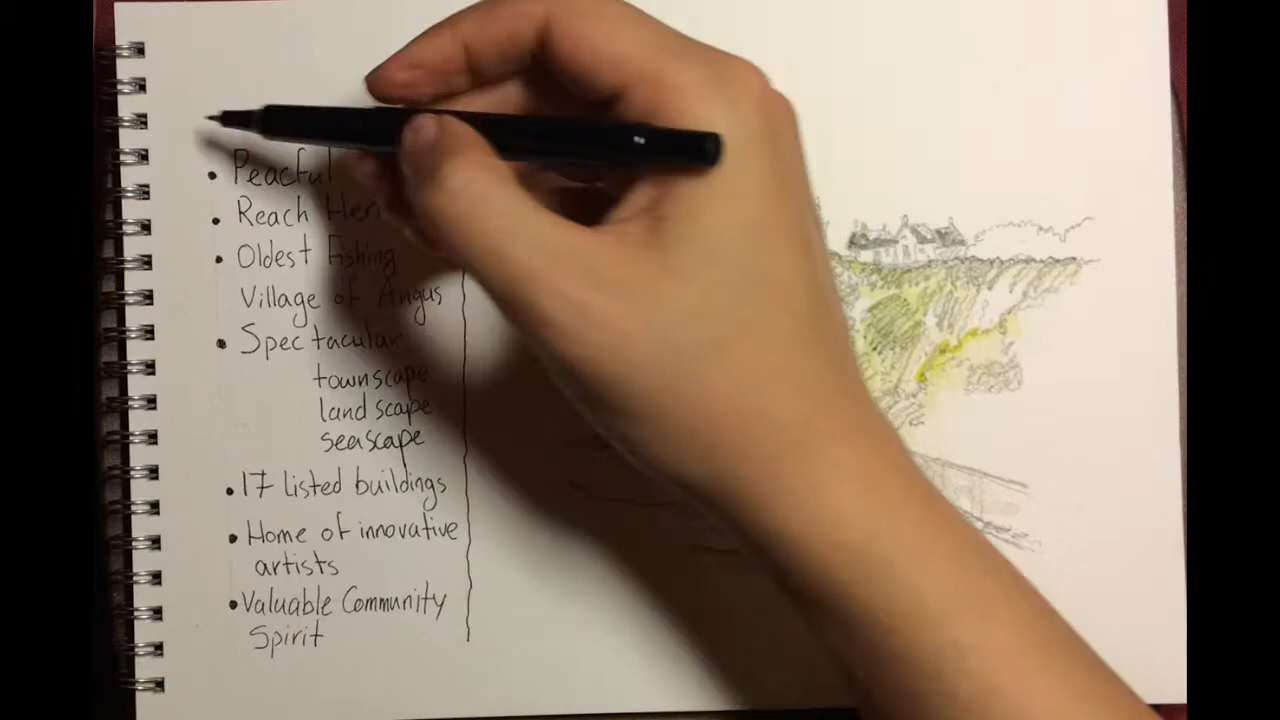 • Peacful
• Reach
• Oldest Fishing
Village of Angus
• Spectacular
townscape
landscape
seascape
• 17 listed buildings
• Home of innovative
artists
• Valuable Community
Spirit